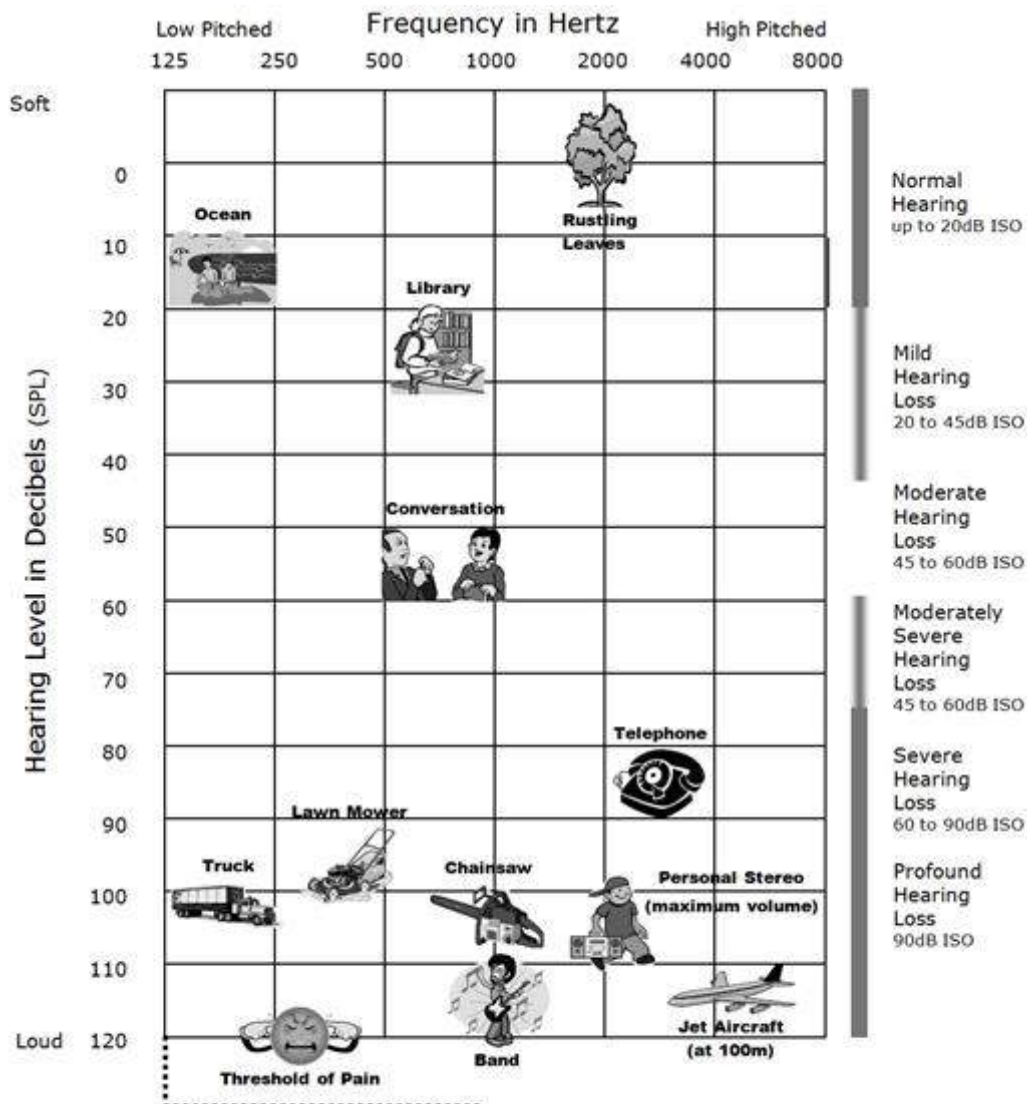 Frequency in Hertz
Low Pitched
High Pitched
125 250 500 1000 2000 4000 8000
Soft
0
10
20
30
40
50
60
70
80
90
100
110
Loud 120
Hearing Level in Decibels (SPL)
Ocean
Rustling
Leaves
Library
Conversation
Telephone
Lawn Mower
Truck
Chainsaw
Personal Stereo
(maximum volume)
Jet Aircraft
(at 100m)
Band
Threshold of Pain
Normal
Hearing
up to 20dB ISO
Mild
Hearing
Loss
20 to 45dB ISO
Moderate
Hearing
Loss
45 to 60dB ISO
Moderately
Severe
Hearing
Loss
45 to 60dB ISO
Severe
Hearing
Loss
60 to 90dB ISO
Profound
Hearing
Loss
90dB ISO